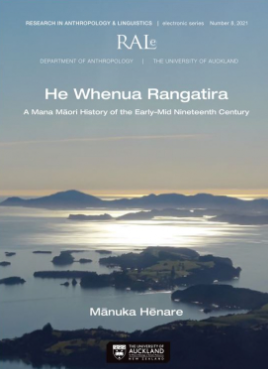 RESEARCH IN ANTHROPOLOGY & LINGUISTICS | electronic series Number 8, 2021
RALe
DEPARTMENT OF ANTHROPOLOGY | THE UNIVERSITY OF AUCKLAND
He Whenua Rangatira
A Mana Māori History of the Early-Mid Nineteenth Century
Mānuka Hēnare
THE UNIVERSITY OF
AUCKLAND
NEW ZEALAND